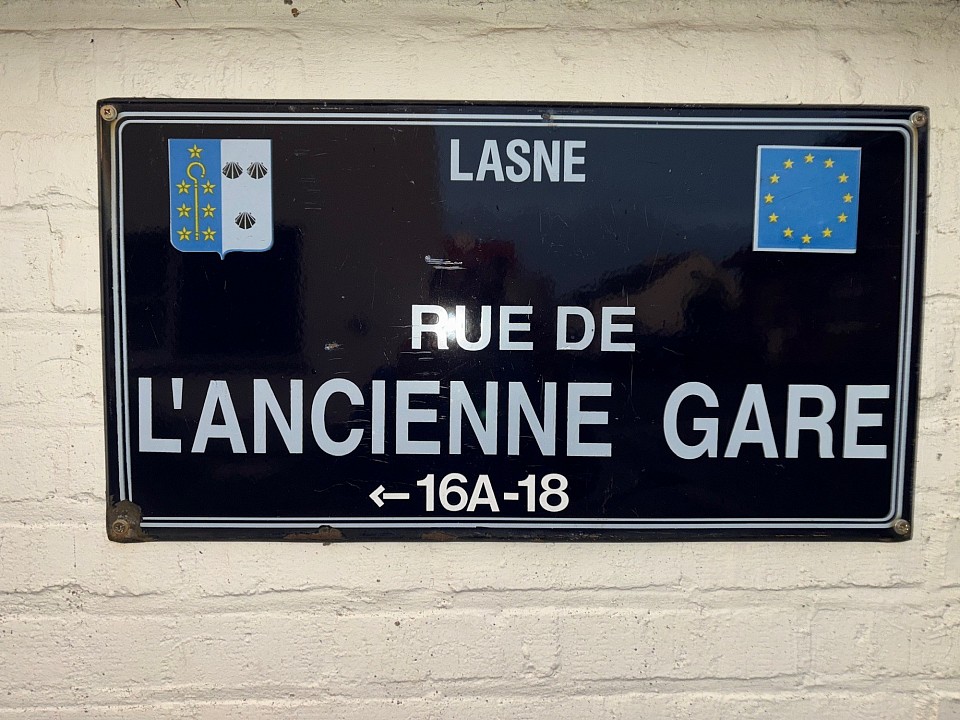 LASNE
RUE DE
L'ANCIENNE GARE
←16A-18